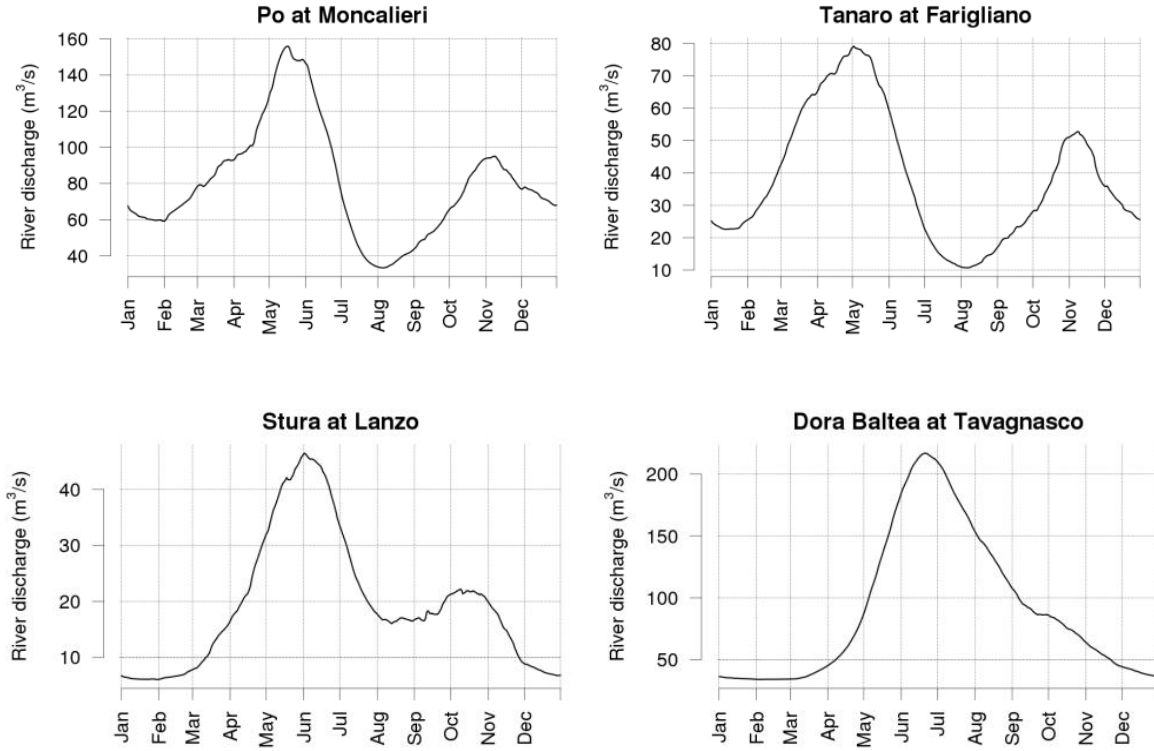 Po at Moncalieri
River discharge (m³/s)
160
140
120
100
80
60
40
Jan Feb Mar Apr May Jun Jul Aug Sep Oct Nov Dec
Tanaro at Farigliano
River discharge (m³/s)
80
70
60
50
40
30
20
10
Jan Feb Mar Apr May Jun Jul Aug Sep Oct Nov Dec
Stura at Lanzo
River discharge (m³/s)
40
30
20
10
Jan Feb Mar Apr May Jun Jul Aug Sep Oct Nov Dec
Dora Baltea at Tavagnasco
River discharge (m³/s)
200
150
100
50
Jan Feb Mar Apr May Jun Jul Aug Sep Oct Nov Dec